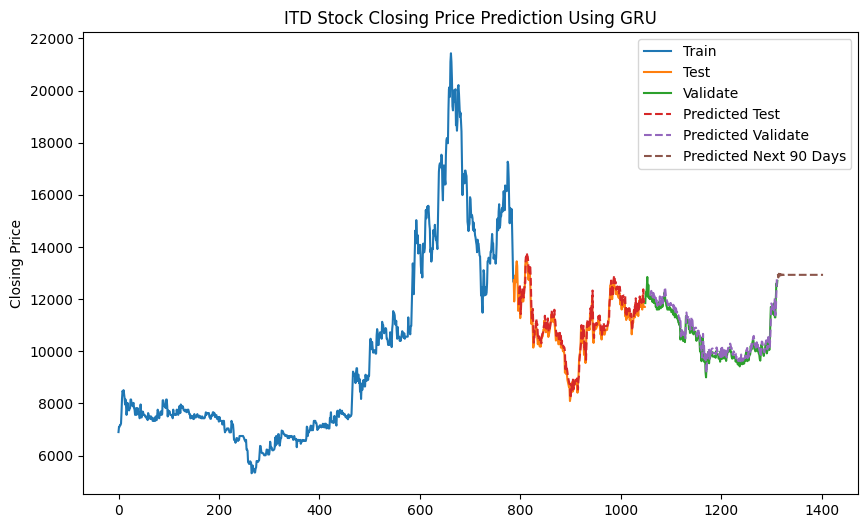 ITD Stock Closing Price Prediction Using GRU
22000
20000
18000
16000
14000
12000
10000
8000
6000
Closing Price
Train
Test
Validate
Predicted Test
Predicted Validate
Predicted Next 90 Days
0
200
400
600
800
1000
1200
1400